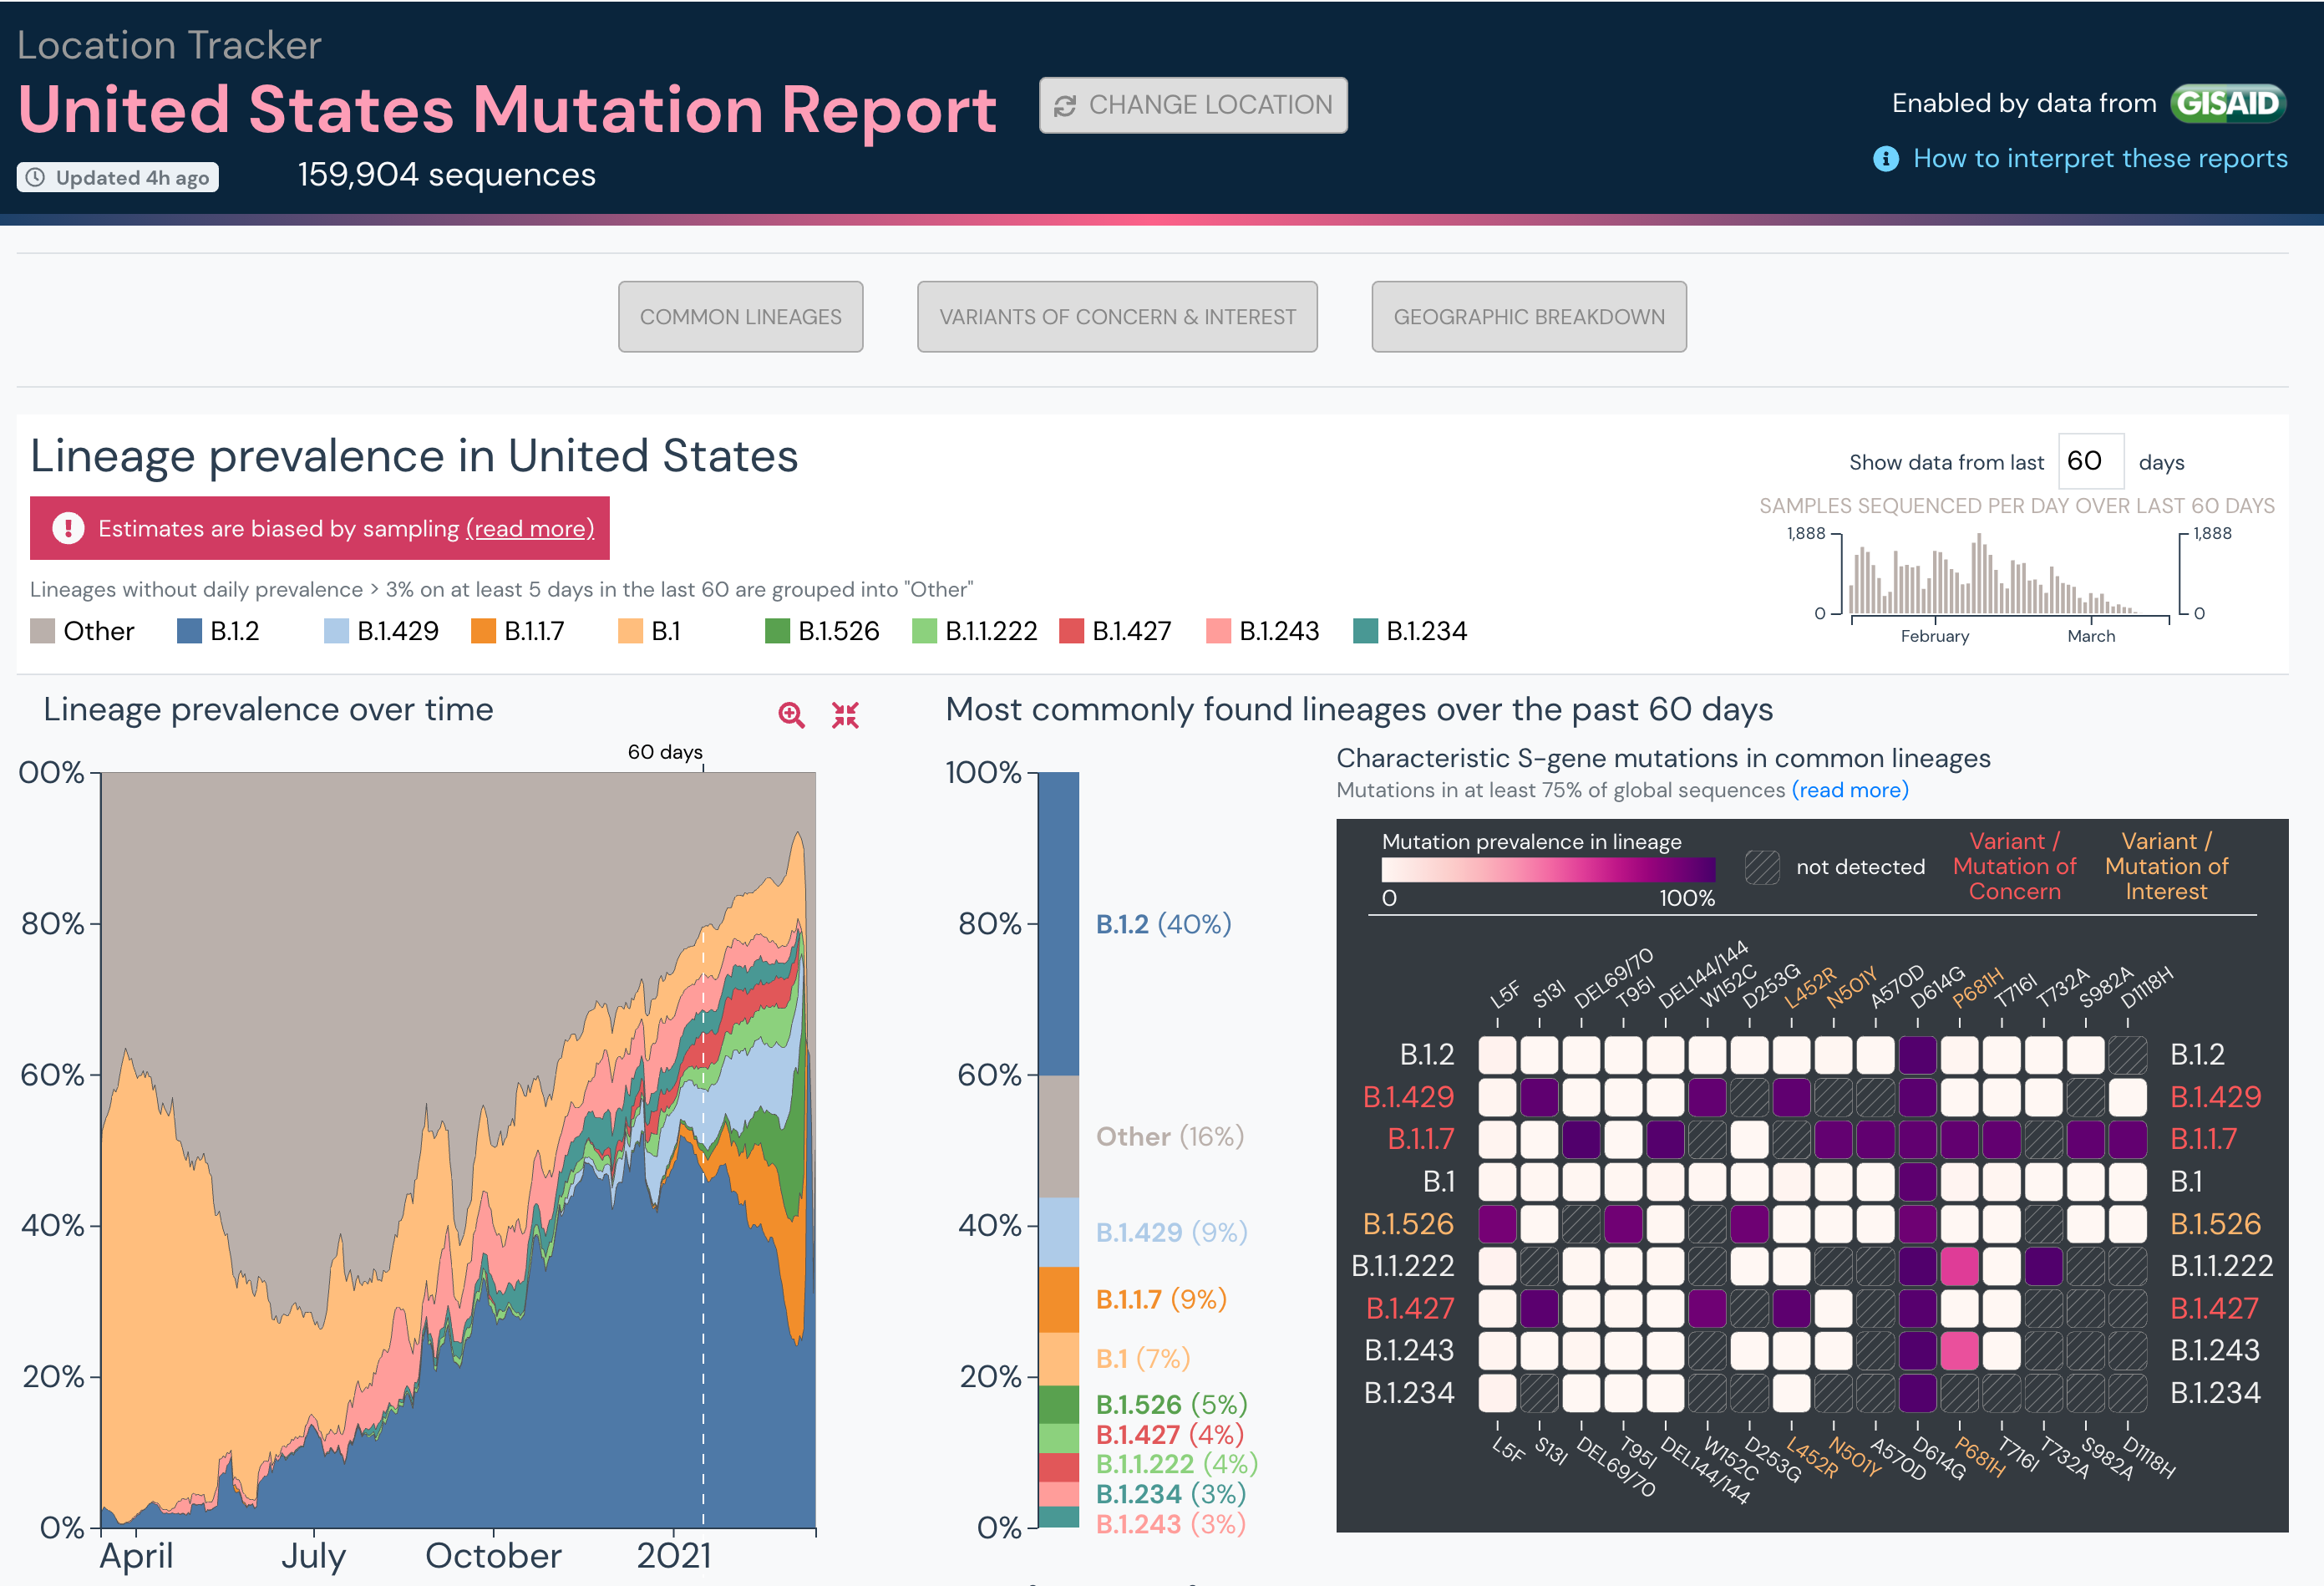 Location Tracker
United States Mutation Report
CHANGE LOCATION
Updated 4h ago
159,904 sequences
Enabled by data from GISAID
How to interpret these reports
COMMON LINEAGES
VARIANTS OF CONCERN & INTEREST
GEOGRAPHIC BREAKDOWN
Lineage prevalence in United States
Estimates are biased by sampling (read more)
Lineages without daily prevalence > 3% on at least 5 days in the last 60 are grouped into "Other"
Other B.1.2 B.1.429 B.1.1.7 B.1 B.1.526 B.1.1.222 B.1.427 B.1.243 B.1.234
Show data from last 60 days
SAMPLES SEQUENCED PER DAY OVER LAST 60 DAYS
1,888 1,888
0 0
February March
Lineage prevalence over time
60 days
00%
80%
60%
40%
20%
0%
April July October 2021
Most commonly found lineages over the past 60 days
100%
80%
60%
40%
20%
0%
B.1.2 (40%)
Other (16%)
B.1.429 (9%)
B.1.1.7 (9%)
B.1 (7%)
B.1.526 (5%)
B.1.427 (4%)
B.1.1.222 (4%)
B.1.234 (3%)
B.1.243 (3%)
Characteristic S-gene mutations in common lineages
Mutations in at least 75% of global sequences (read more)
Mutation prevalence in lineage
0 100%
not detected
Variant /
Mutation of
Concern
Variant /
Mutation of
Interest
L5F S13I DEL69/70 T95I DEL144/144 W152C D253G L452R N501Y A570D D614G P681H T716I T732A S982A D1118H
B.1.2 B.1.2
B.1.429 B.1.429
B.1.1.7 B.1.1.7
B.1 B.1
B.1.526 B.1.526
B.1.1.222 B.1.1.222
B.1.427 B.1.427
B.1.243 B.1.243
B.1.234 B.1.234
L5F S13I DEL69/70 T95I DEL144/144 W152C D253G L452R N501Y A570D D614G P681H T716I T732A S982A D1118H